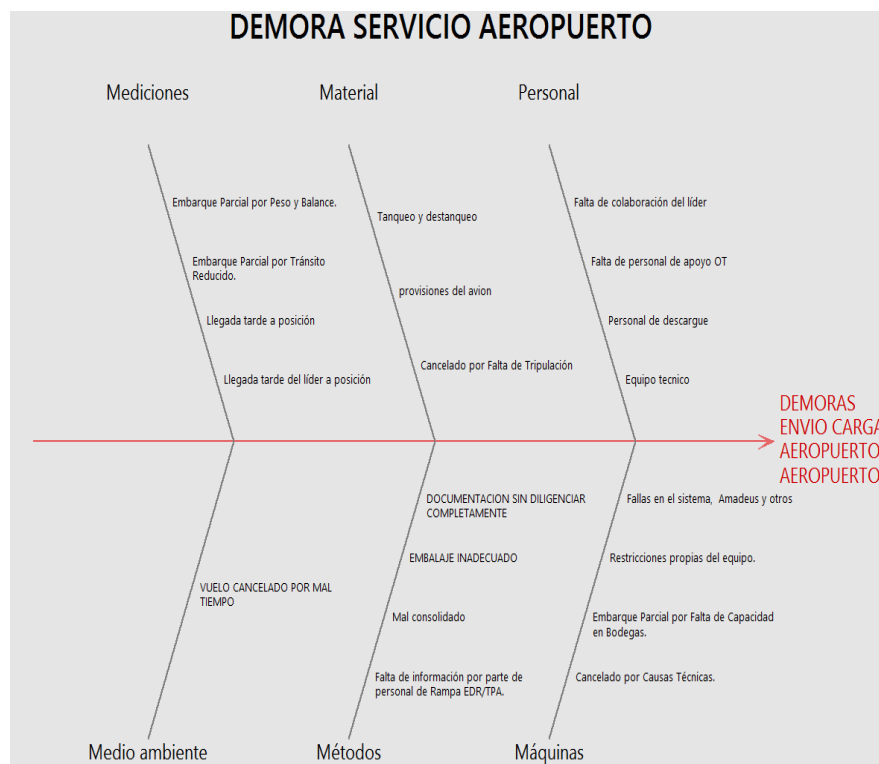 DEMORA SERVICIO AEROPUERTO
Mediciones
Material
Personal
Embarque Parcial por Peso y Balance.
Embarque Parcial por Tránsito
Reducido.
Llegada tarde a posición
Llegada tarde del líder a posición
Tanqueo y destanqueo
provisiones del avion
Cancelado por Falta de Tripulación
Falta de colaboración del líder
Falta de personal de apoyo OT
Personal de descargue
Equipo tecnico
DEMORAS
ENVIO CARGA
AEROPUERTO
AEROPUERTO
VUELO CANCELADO POR MAL
TIEMPO
DOCUMENTACION SIN DILIGENCIAR
COMPLETAMENTE
EMBALAJE INADECUADO
Mal consolidado
Falta de información por parte de
personal de Rampa EDR/TPA.
Fallas en el sistema, Amadeus y otros
Restricciones propias del equipo.
Embarque Parcial por Falta de Capacidad
en Bodegas.
Cancelado por Causas Técnicas.
Medio ambiente
Métodos
Máquinas